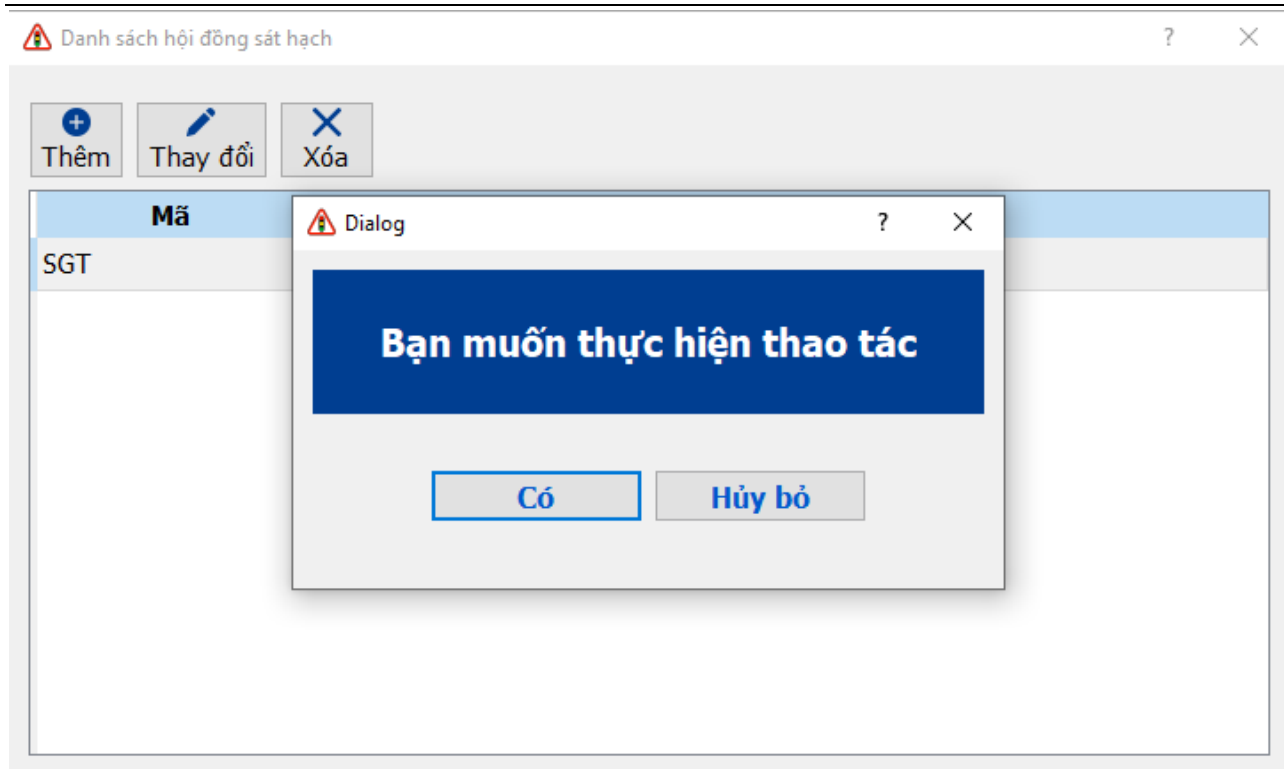 Danh sách hội đồng sát hạch ?
Thêm Thay đổi Xóa
Mã
Dialog ?
SGT
Bạn muốn thực hiện thao tác
Có Hủy bỏ